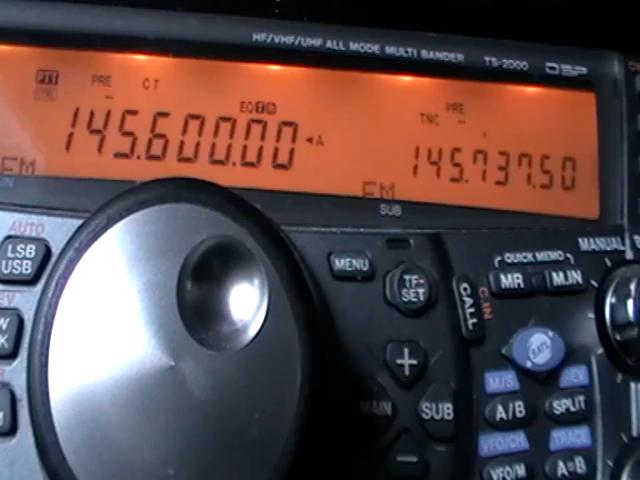 HF/VHF/UHF ALL MODE MULTI BANDER TS-2000 DSP
PTT PRE CT
CTRL
EQ T R
145.600.00 ◄A
FM
TNC PRE
145.737.50
FM
SUB
AUTO
LSB
USB
MENU
TF-
SET
CALL
C.IN
QUICK MEMO
MR M.IN
MANUAL
+
MAIN SUB
−
M/S REV
A/B SPLIT
VFO/CH TRACE
VFO/M A=B